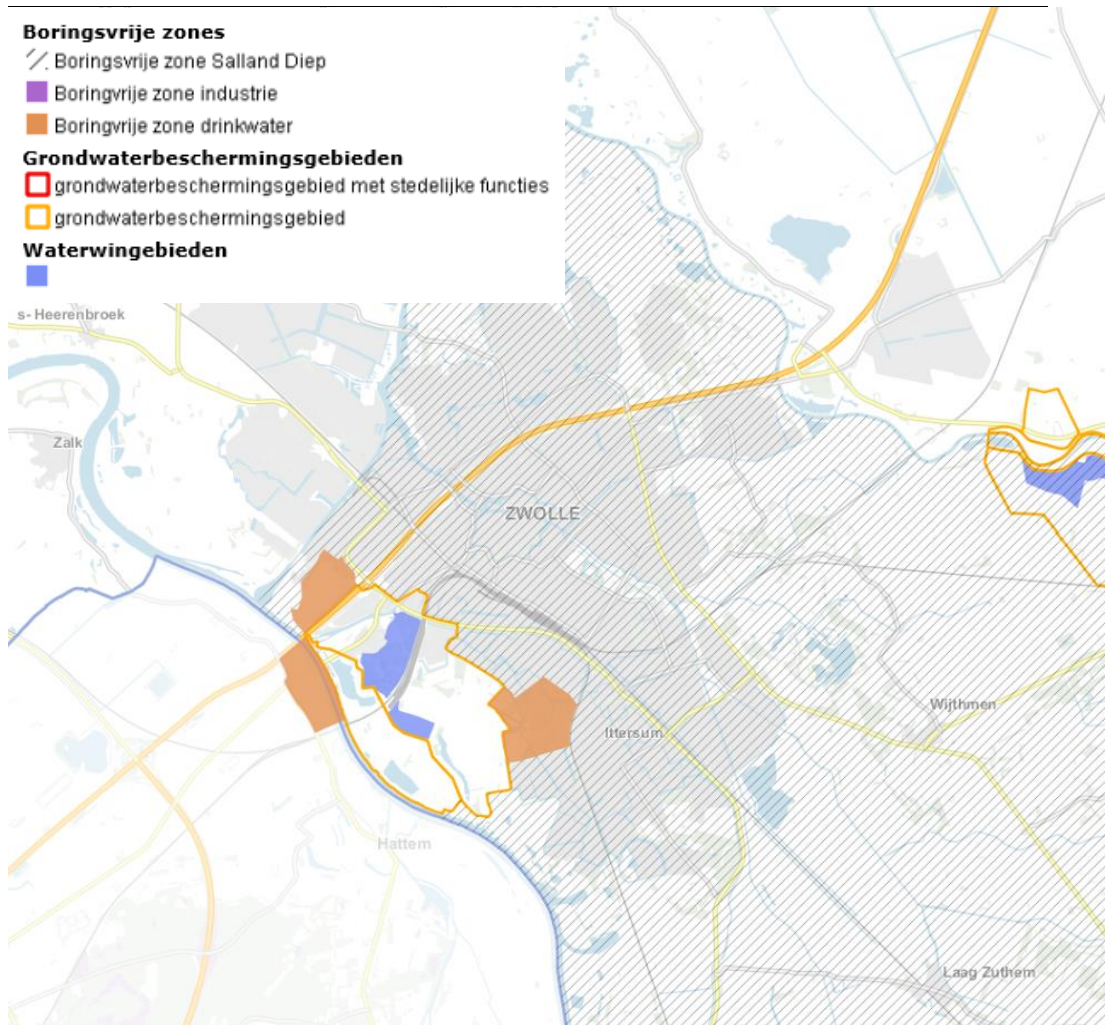 Boringsvrije zones
Boringsvrije zone Salland Diep
Boringvrije zone industrie
Boringvrije zone drinkwater
Grondwaterbeschermingsgebieden
grondwaterbeschermingsgebied met stedelijke functies
grondwaterbeschermingsgebied
Waterwingebieden
s- Heerenbroek
Zalk
ZWOLLE
Ittersum
Wijthmen
Hattem
Laag Zuthem